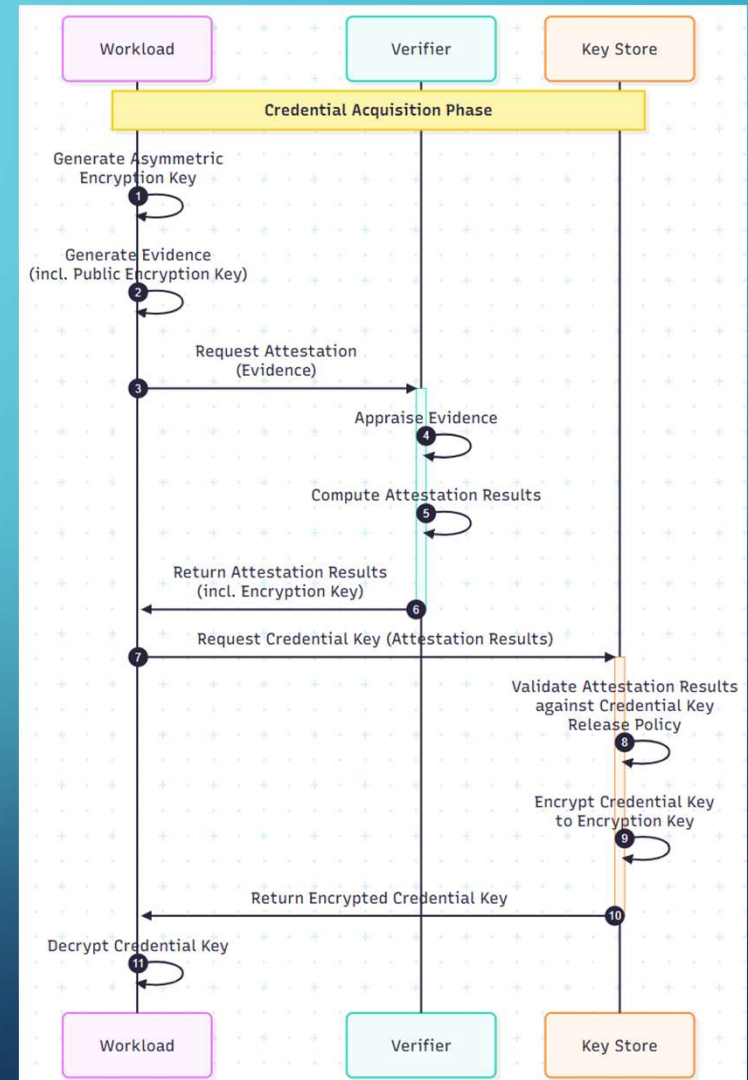 Workload
Verifier
Key Store
Credential Acquisition Phase
Generate Asymmetric
Encryption Key
1
Generate Evidence
(incl. Public Encryption Key)
2
Request Attestation
(Evidence)
3
Appraise Evidence
4
Compute Attestation Results
5
Return Attestation Results
(incl. Encryption Key)
6
Request Credential Key (Attestation Results)
7
Validate Attestation Results
against Credential Key
Release Policy
8
Encrypt Credential Key
to Encryption Key
9
Return Encrypted Credential Key
10
Decrypt Credential Key
11
Workload
Verifier
Key Store